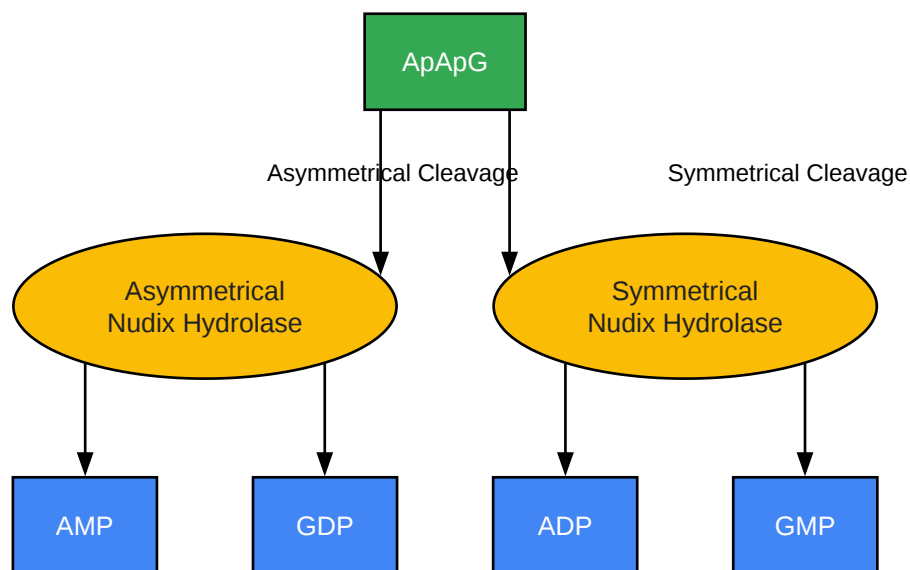 ApApG
Asymmetrical Cleavage
Symmetrical Cleavage
Asymmetrical
Nudix Hydrolase
Symmetrical
Nudix Hydrolase
AMP
GDP
ADP
GMP